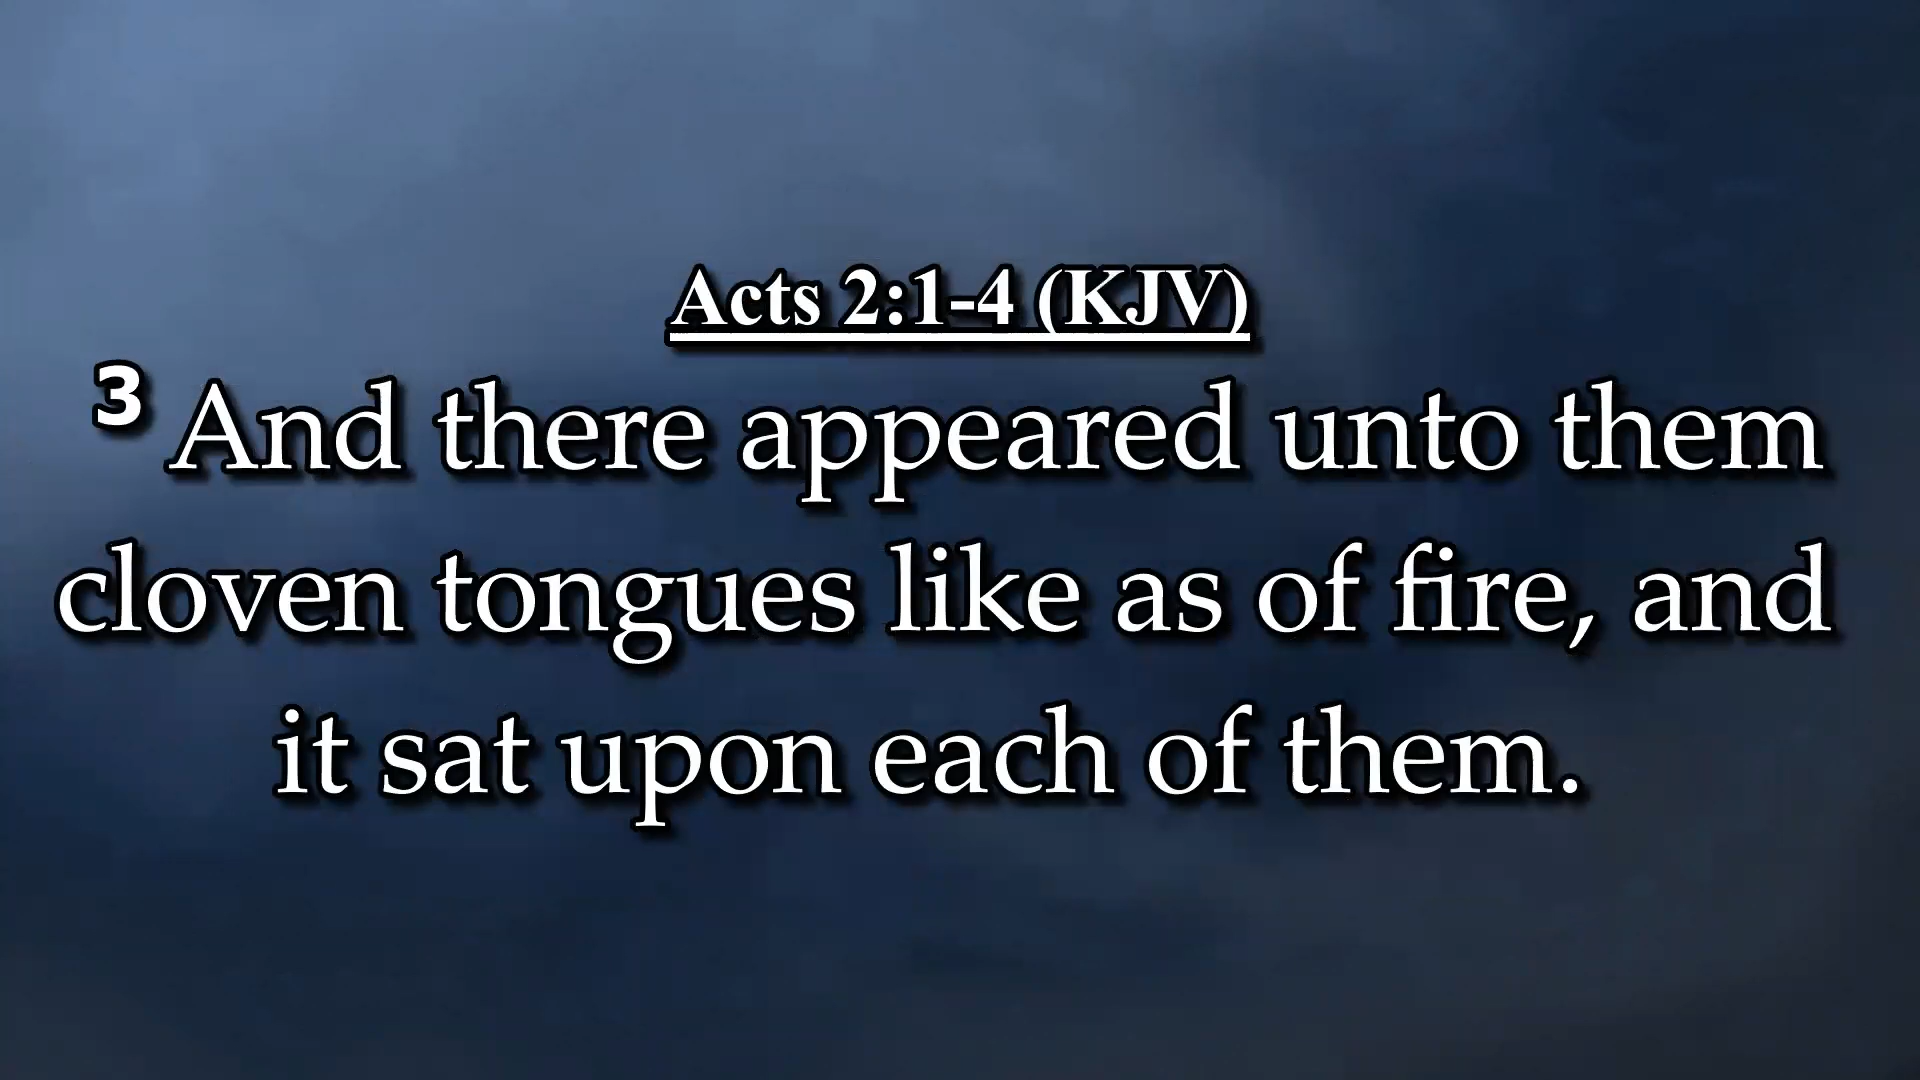 Acts 2:1-4 (KJV)
3 And there appeared unto them
cloven tongues like as of fire, and
it sat upon each of them.